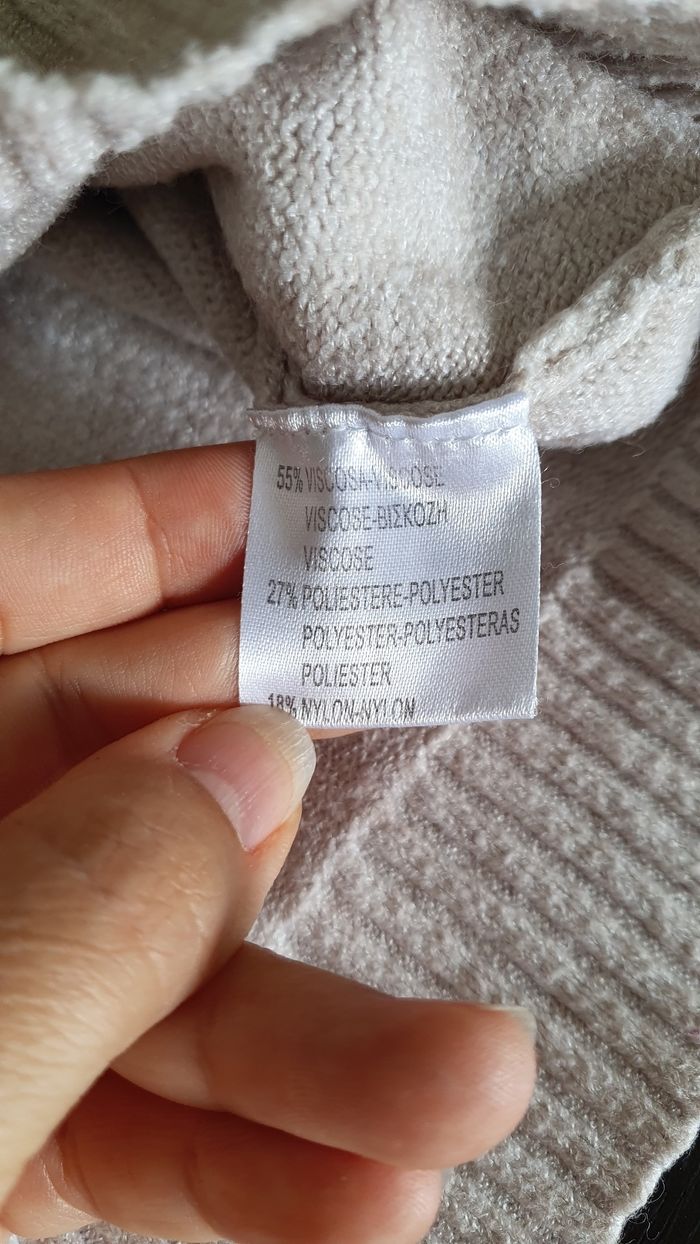 55% VISCOSA-VISCOSE
VISCOSE-ΒΙΣΚΟΖΗ
VISCOSE
27% POLIESTERE-POLYESTER
POLYESTER-POLYESTERAS
POLIESTER
18% NYLON-NYLON